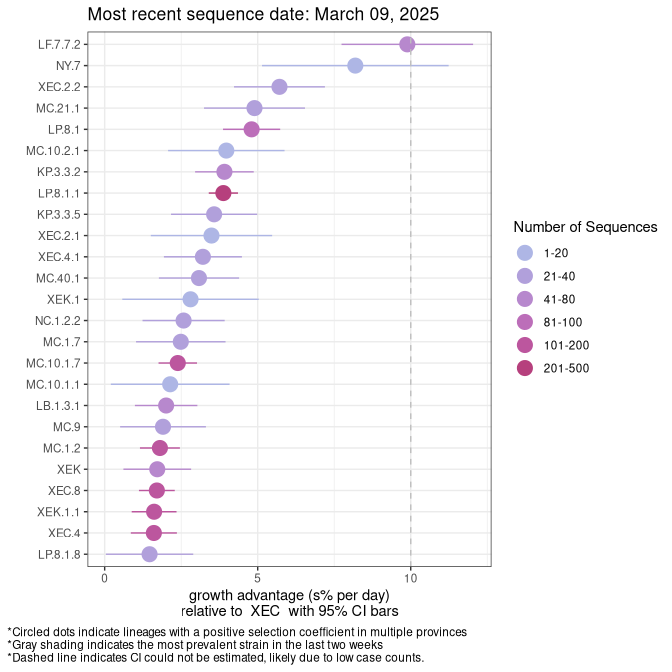 Most recent sequence date: March 09, 2025
LF.7.7.2
NY.7
XEC.2.2
MC.21.1
LP.8.1
MC.10.2.1
KP.3.3.2
LP.8.1.1
KP.3.3.5
XEC.2.1
XEC.4.1
MC.40.1
XEK.1
NC.1.2.2
MC.1.7
MC.10.1.7
MC.10.1.1
LB.1.3.1
MC.9
MC.1.2
XEK
XEC.8
XEK.1.1
XEC.4
LP.8.1.8
0 5 10
growth advantage (s% per day)
relative to XEC with 95% CI bars
Number of Sequences
1-20
21-40
41-80
81-100
101-200
201-500
*Circled dots indicate lineages with a positive selection coefficient in multiple provinces
*Gray shading indicates the most prevalent strain in the last two weeks
*Dashed line indicates CI could not be estimated, likely due to low case counts.